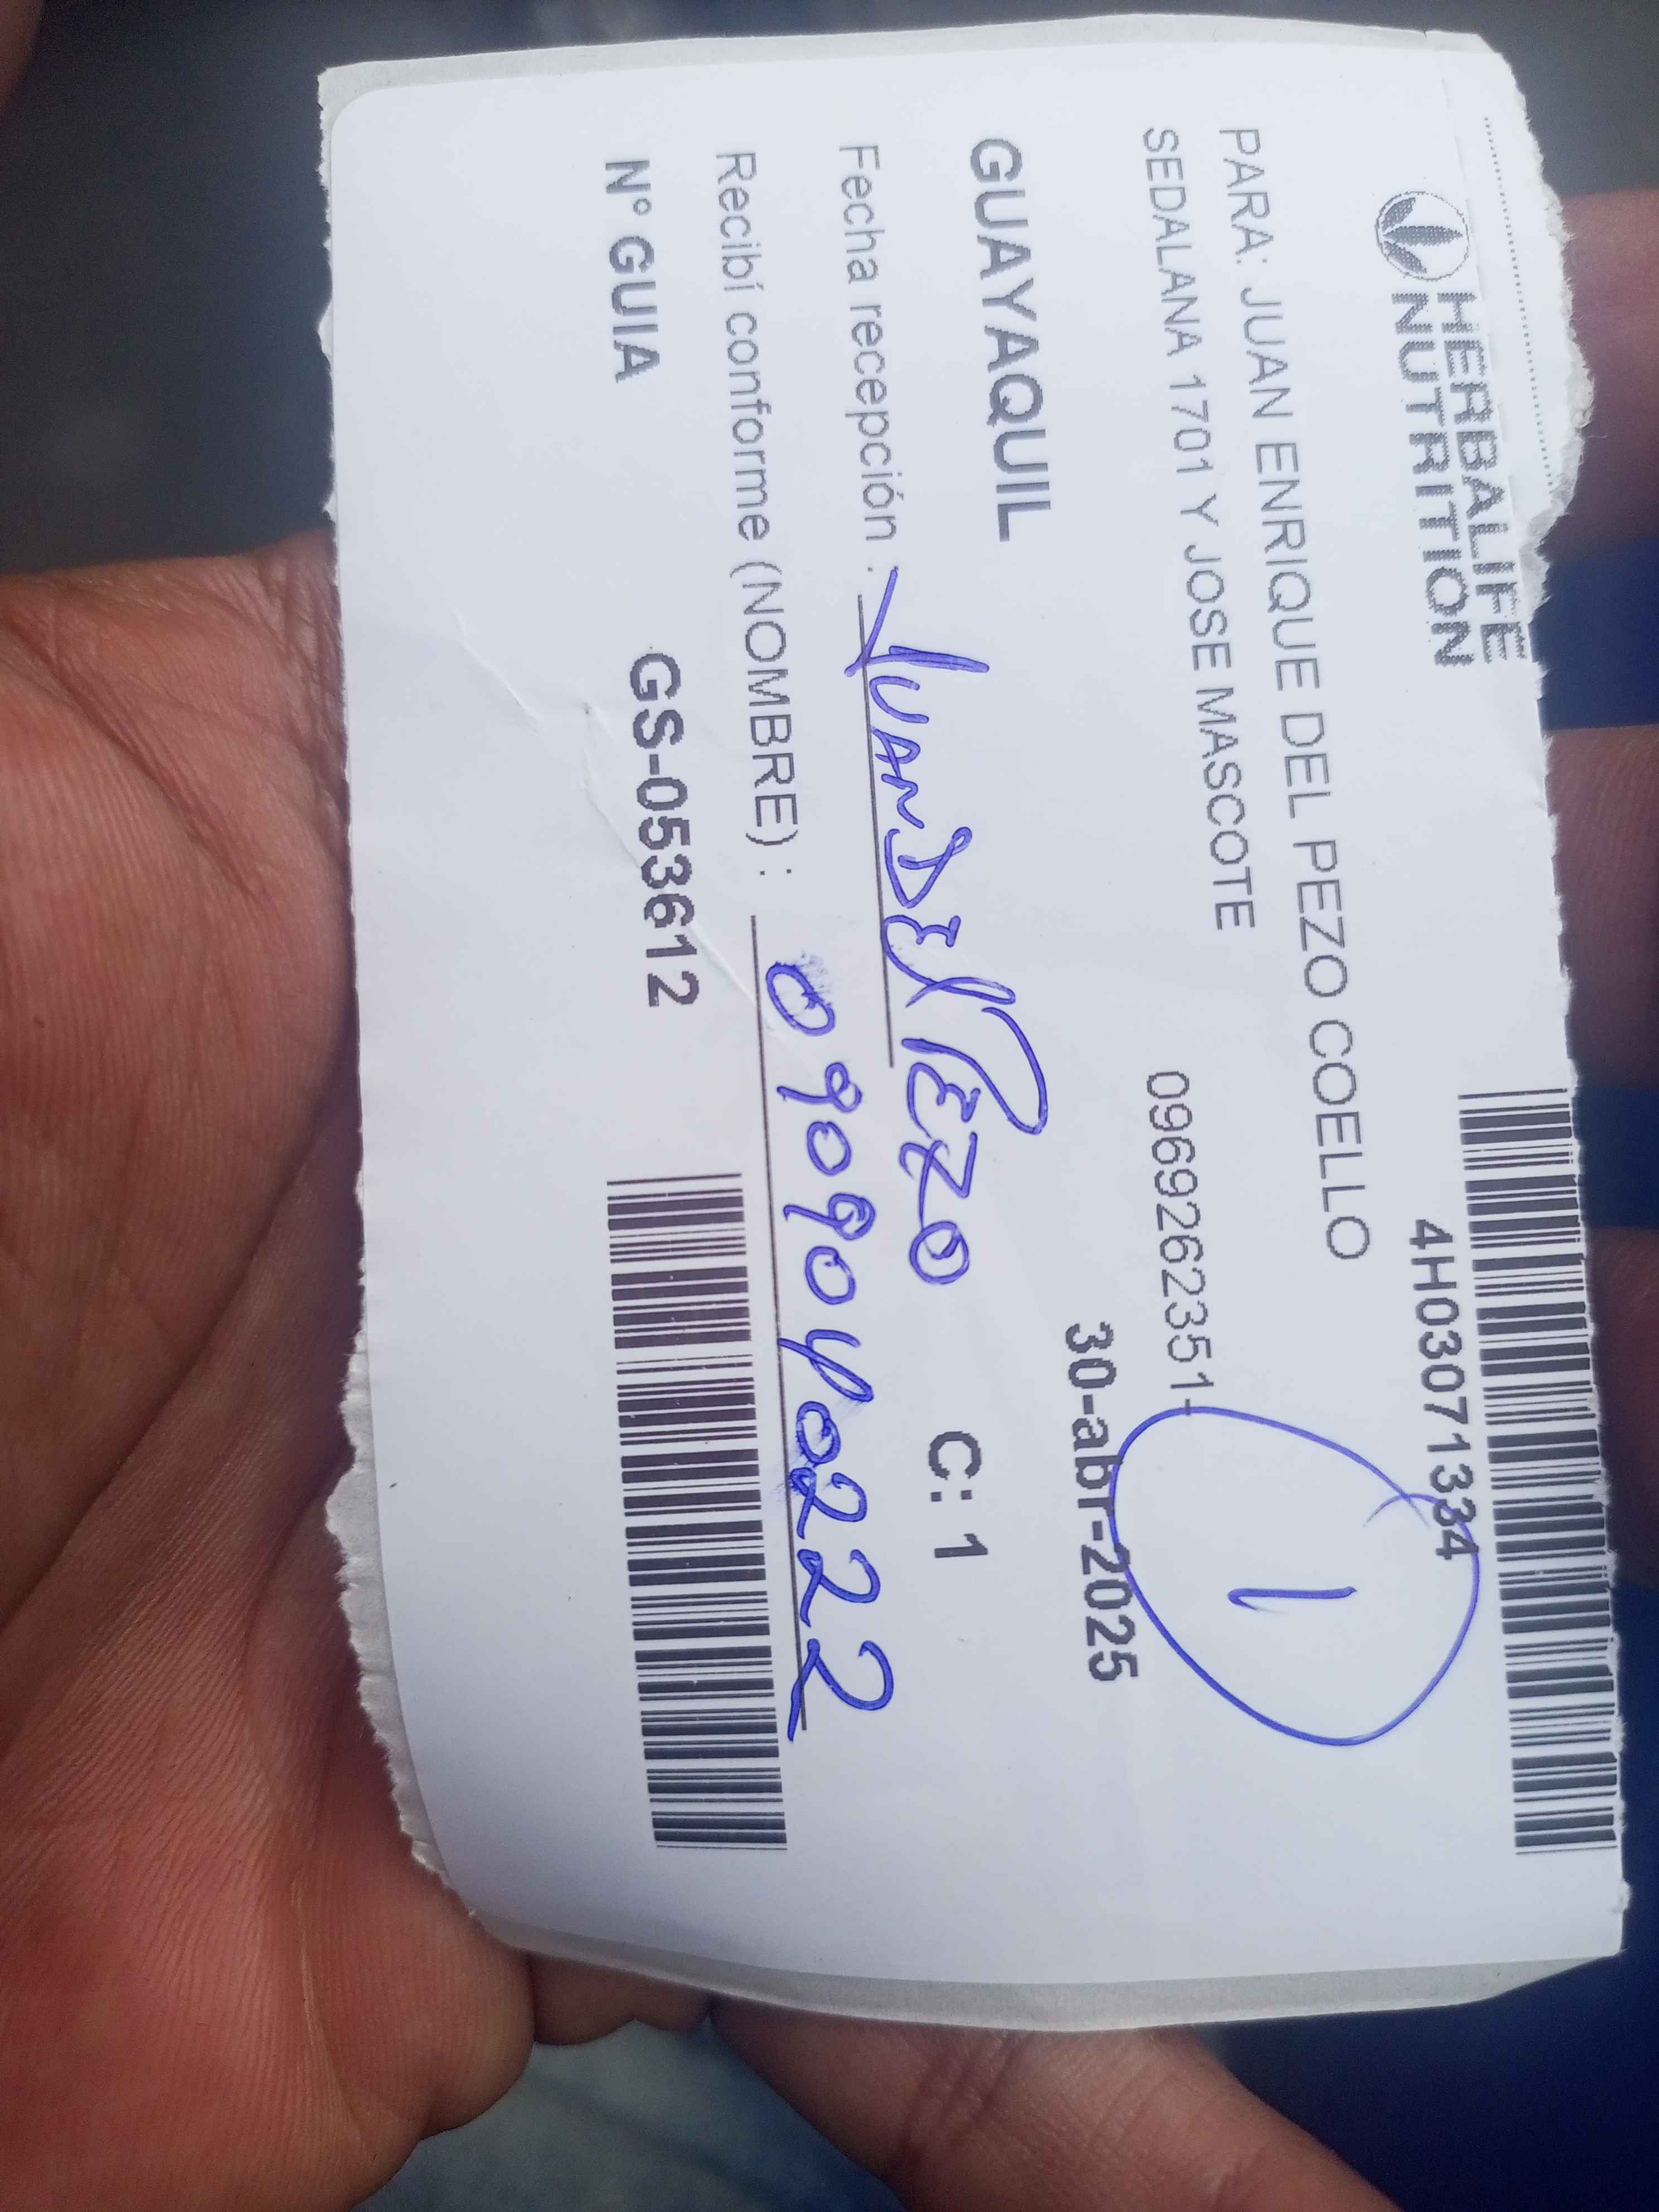 HERBALIFE
NUTRITION
4H03071334
PARA: JUAN ENRIQUE DEL PEZO COELLO
1
SEDALANA 1701 Y JOSE MASCOTE 0969262351-
30-abr-2025
GUAYAQUIL
C: 1
Fecha recepción : JUAN DEL PEZO
Recibí conforme (NOMBRE) : 0909040222
N° GUIA GS-053612